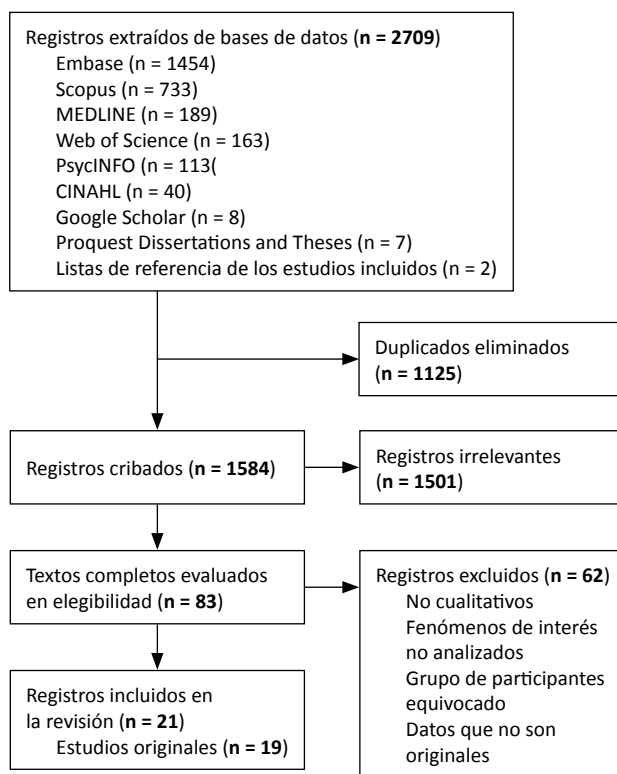 Registros extraídos de bases de datos (n = 2709)
Embase (n = 1454)
Scopus (n = 733)
MEDLINE (n = 189)
Web of Science (n = 163)
PsycINFO (n = 113(
CINAHL (n = 40)
Google Scholar (n = 8)
Proquest Dissertations and Theses (n = 7)
Listas de referencia de los estudios incluidos (n = 2)
Duplicados eliminados
(n = 1125)
Registros cribados (n = 1584)
Registros irrelevantes
(n = 1501)
Textos completos evaluados
en elegibilidad (n = 83)
Registros excluidos (n = 62)
No cualitativos
Fenómenos de interés
no analizados
Grupo de participantes
equivocado
Datos que no son
originales
Registros incluidos en
la revisión (n = 21)
Estudios originales (n = 19)